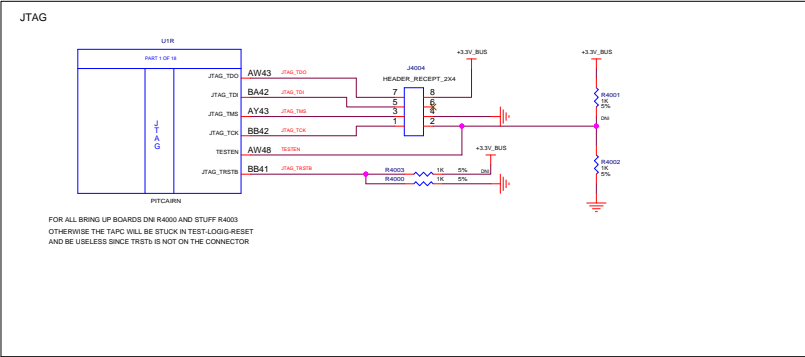 JTAG
U1R
PART 1 OF 18
JTAG
JTAG_TDO AW43 JTAG_TDO
JTAG_TDI BA42 JTAG_TDI
JTAG_TMS AY43 JTAG_TMS
JTAG_TCK BB42 JTAG_TCK
TESTEN AW48 TESTEN
JTAG_TRSTB BB41 JTAG_TRSTB
PITCAIRN
J4004
HEADER_RECEPT_2X4
7 8
5 6
3 4
1 2
+3.3V_BUS
+3.3V_BUS
R4001
1K
5%
DNI
R4002
1K
5%
+3.3V_BUS
R4003 1K 5% DNI
R4000 1K 5%
FOR ALL BRING UP BOARDS DNI R4000 AND STUFF R4003
OTHERWISE THE TAPC WILL BE STUCK IN TEST-LOGIG-RESET
AND BE USELESS SINCE TRSTb IS NOT ON THE CONNECTOR